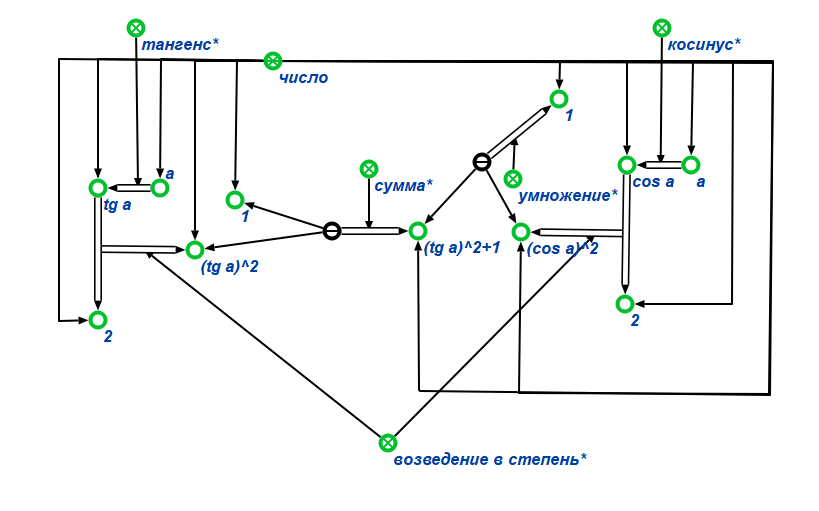 тангенс*
косинус*
число
1
a
сумма*
cos a
a
tg a
умножение*
1
(tg a)^2+1
(cos a)^2
(tg a)^2
2
2
возведение в степень*